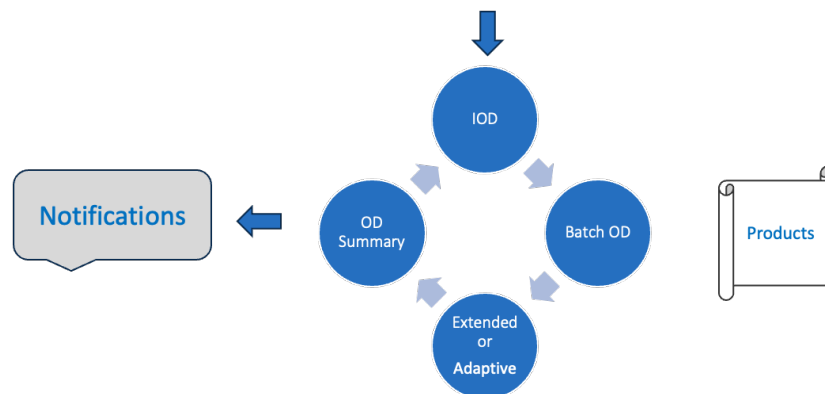 IOD
Notifications
OD
Summary
Batch OD
Products
Extended
or
Adaptive